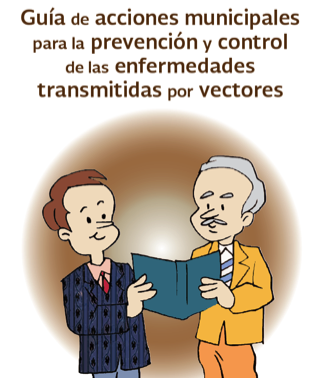 Guía de acciones municipales
para la prevención y control
de las enfermedades
transmitidas por vectores